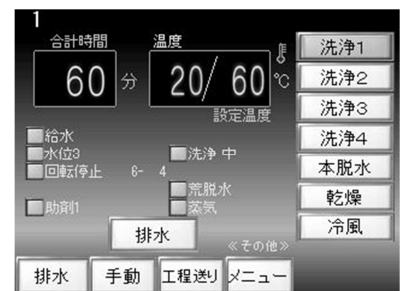 1
合計時間 温度
60分 20/ 60℃
設定温度
給水
水位3 洗浄 中
回転停止 6- 4
荒脱水
助剤1 蒸気
排水
≪その他≫
排水 手動 工程送り メニュー
洗浄1
洗浄2
洗浄3
洗浄4
本脱水
乾燥
冷風